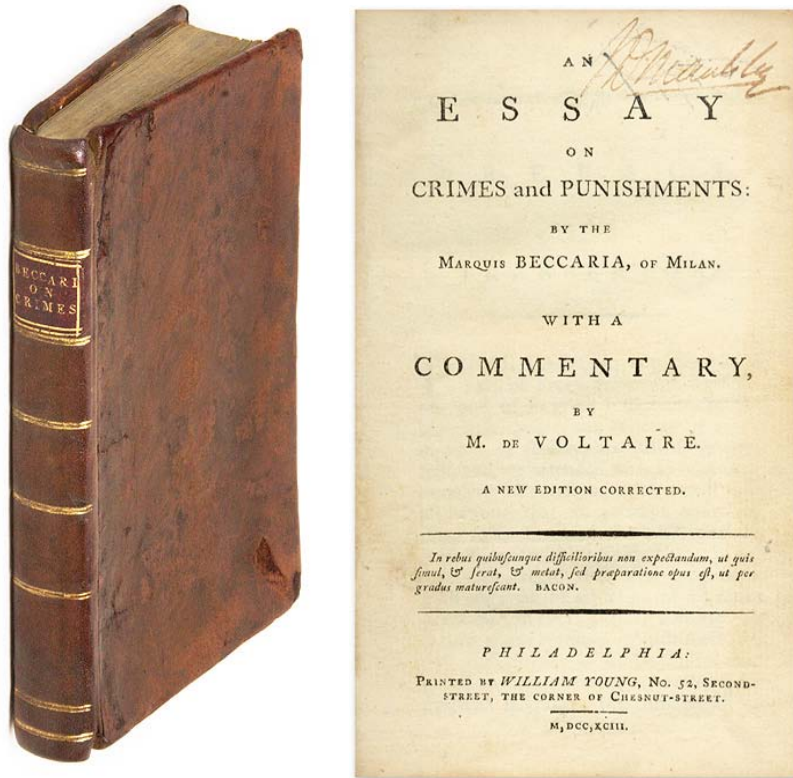 BECCARI
ON
CRIMES
AN
ESSAY
ON
CRIMES and PUNISHMENTS:
BY THE
MARQUIS BECCARIA, OF MILAN.
WITH A
COMMENTARY,
BY
M. DE VOLTAIRE.
A NEW EDITION CORRECTED.
In rebus quibuſcunque difficilioribus non expectandum, ut quis
ſimul, & ſerat, & metat, ſed præparatione opus eſt, ut per
gradus matureſcant. BACON.
PHILADELPHIA:
PRINTED BY WILLIAM YOUNG, No. 52, SECOND-
STREET, THE CORNER OF CHESNUT-STREET.
M,DCC,XCIII.